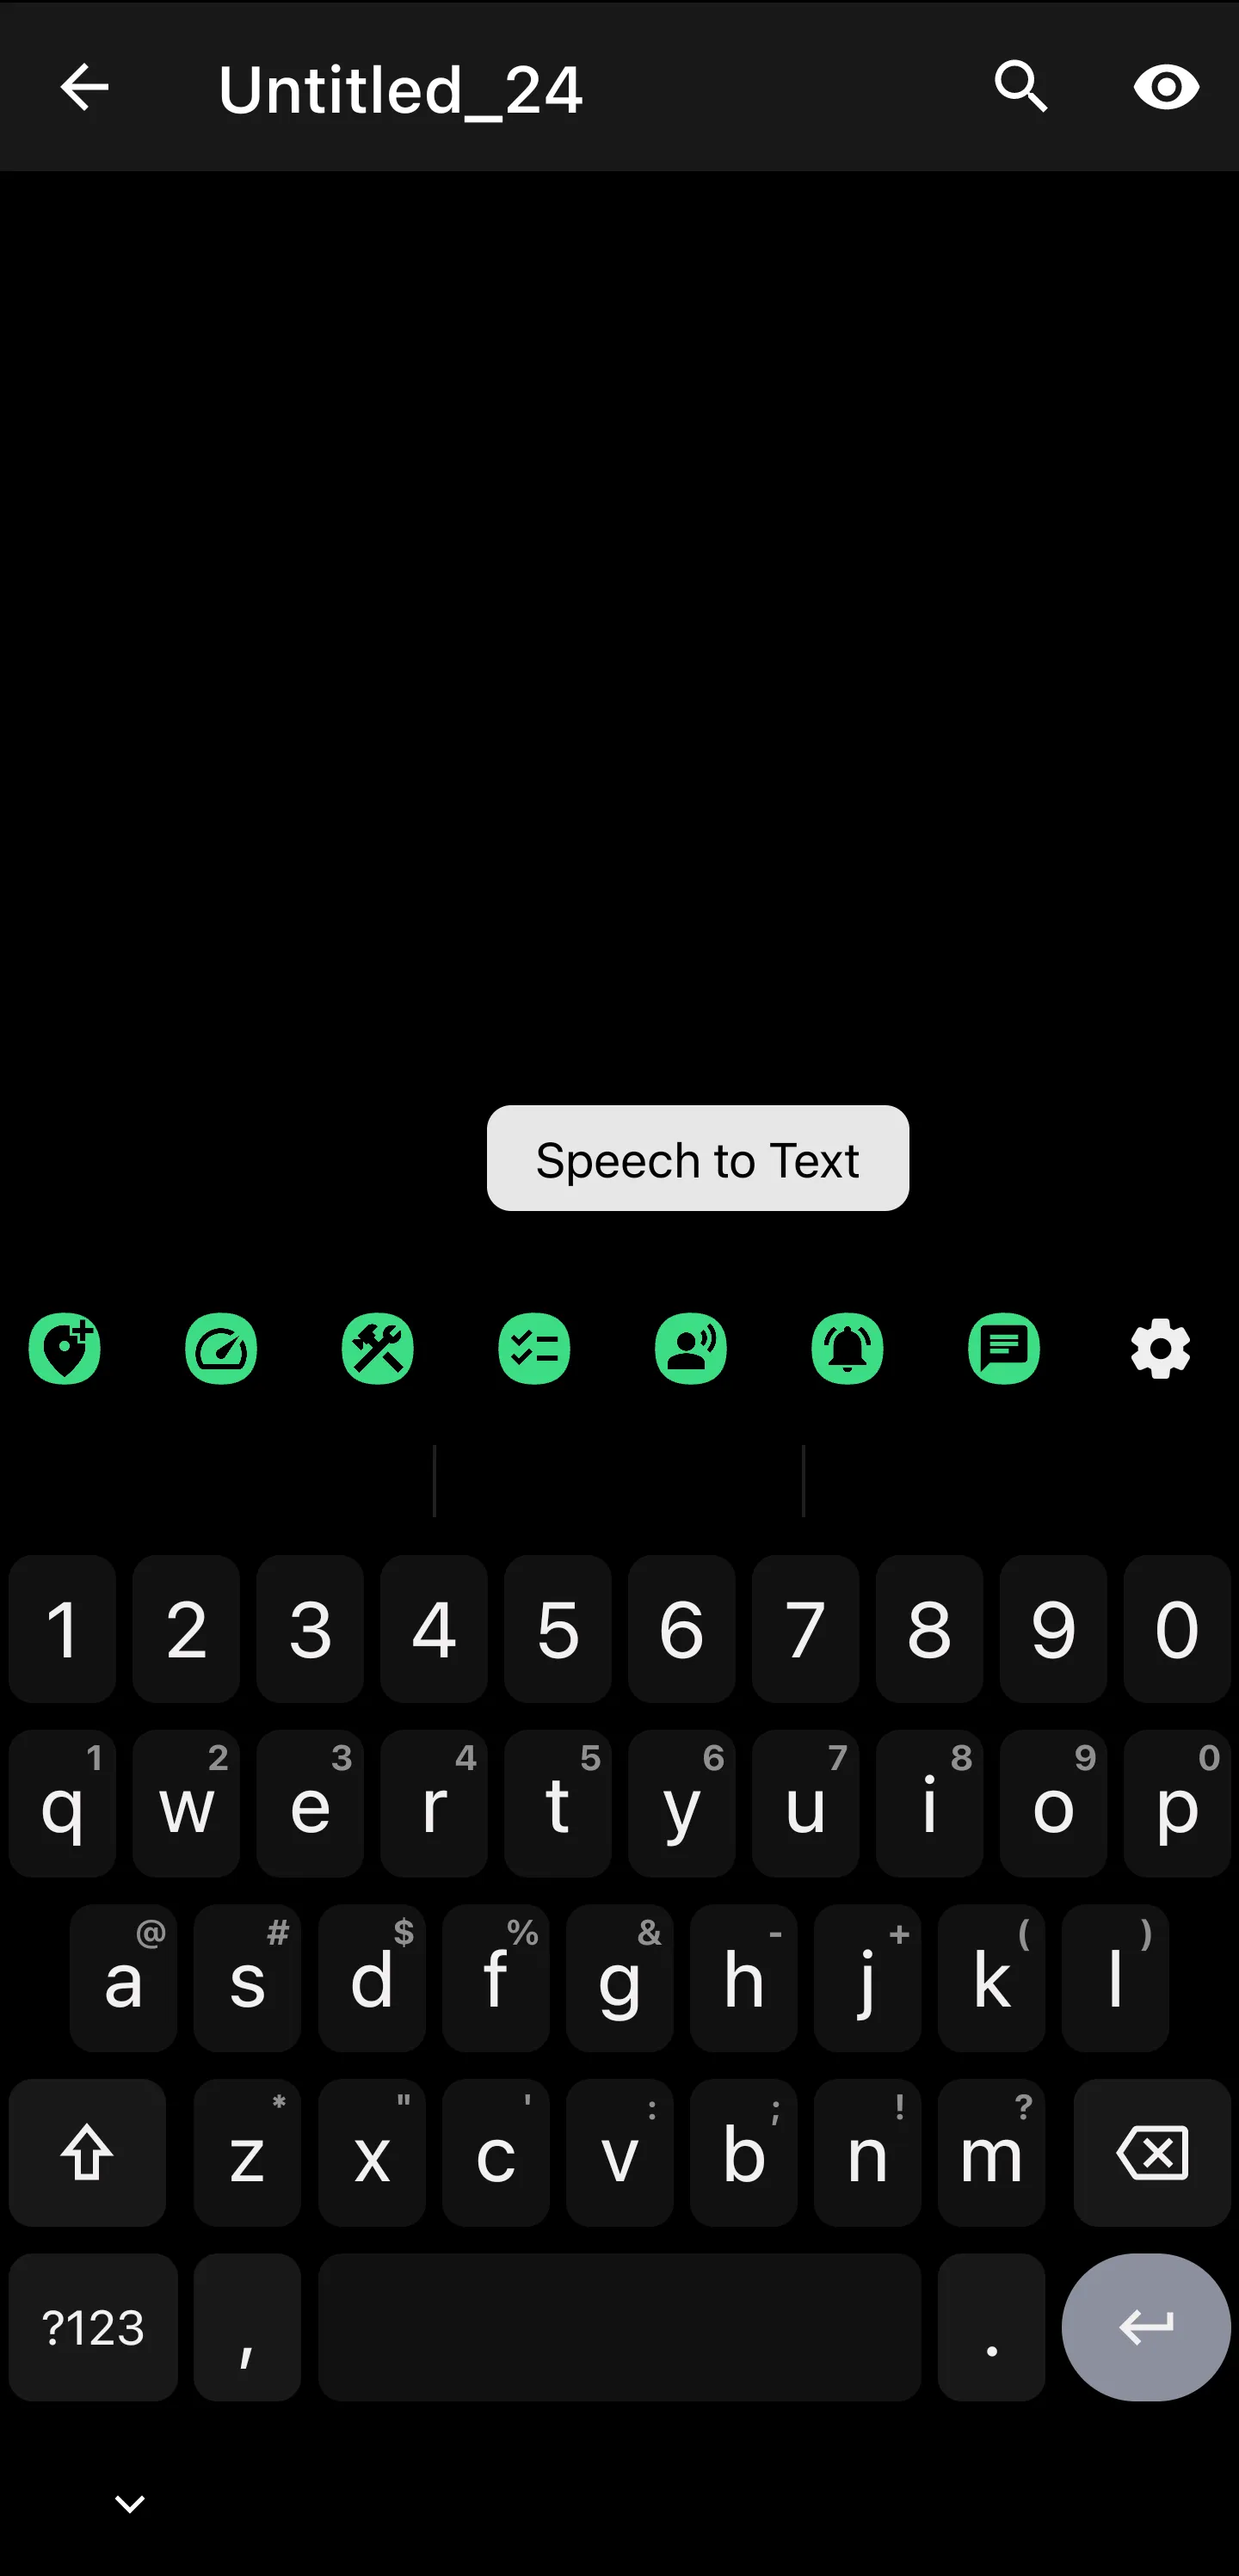 Untitled_24
Speech to Text
1 2 3 4 5 6 7 8 9 0
1 2 3 4 5 6 7 8 9 0
q w e r t y u i o p
@ # $ % & - + ( )
a s d f g h j k l
* " ' : ; ! ?
z x c v b n m
?123 , .